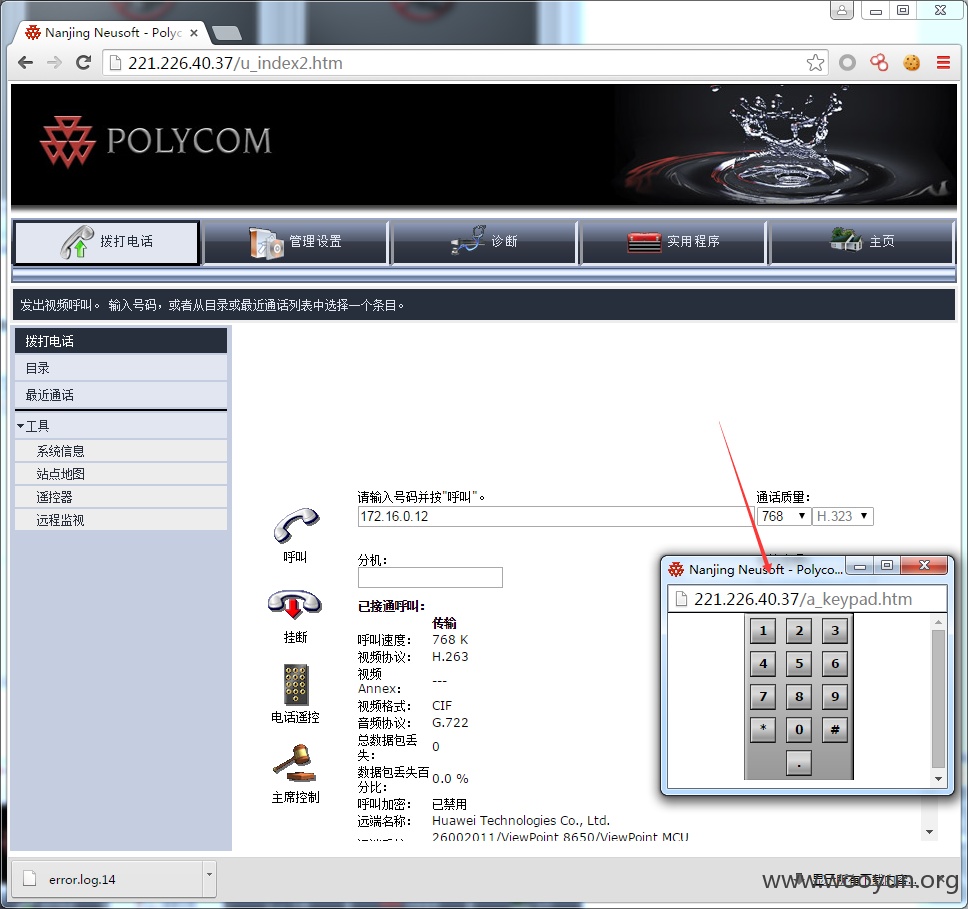 Nanjing Neusoft - Polyc
221.226.40.37/u_index2.htm
POLYCOM
拨打电话
管理设置
诊断
实用程序
主页
发出视频呼叫。 输入号码，或者从目录或最近通话列表中选择一个条目。
拨打电话
目录
最近通话
工具
系统信息
站点地图
遥控器
远程监视
请输入号码并按"呼叫"。
通话质量：
172.16.0.12
768
H.323
呼叫
分机：
挂断
电话遥控
主席控制
已接通呼叫：
传输
呼叫速度： 768 K
视频协议： H.263
视频
Annex： ---
视频格式： CIF
音频协议： G.722
总数据包丢
失： 0
数据包丢失百
分比： 0.0 %
呼叫加密： 已禁用
远端名称： Huawei Technologies Co., Ltd.
26002011/ViewPoint 8650/ViewPoint MCU
Nanjing Neusoft - Polyco...
221.226.40.37/a_keypad.htm
1 2 3
4 5 6
7 8 9
* 0 #
.
error.log.14
www.wooyun.org